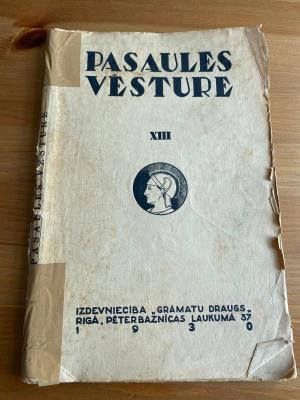 PASAULES
VĒSTURE
XIII
IZDEVNIECĪBA „GRĀMATU DRAUGS„
RĪGĀ, PĒTERBAZNĪCAS LAUKUMĀ 37
1930
PASAULES VĒSTURE